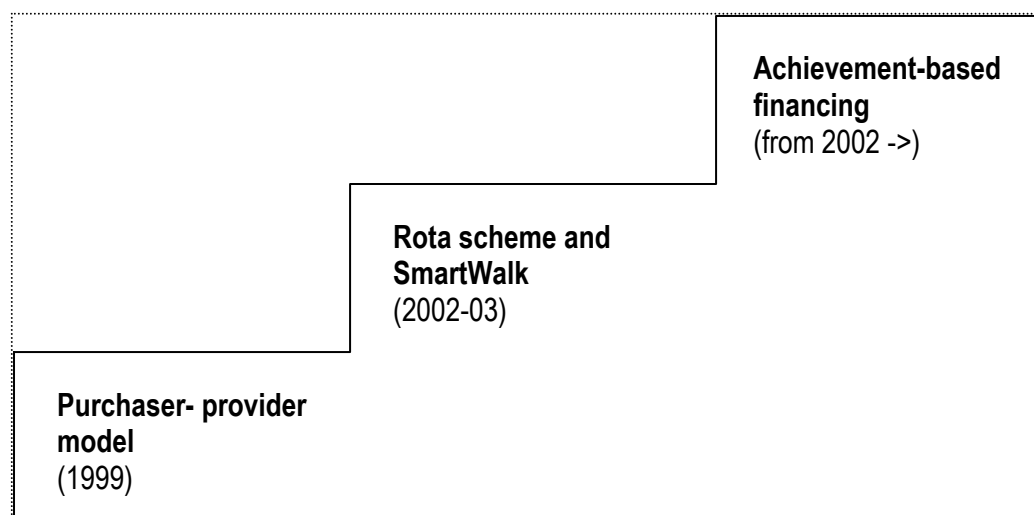 Achievement-based
financing
(from 2002 ->)
Rota scheme and
SmartWalk
(2002-03)
Purchaser- provider
model
(1999)